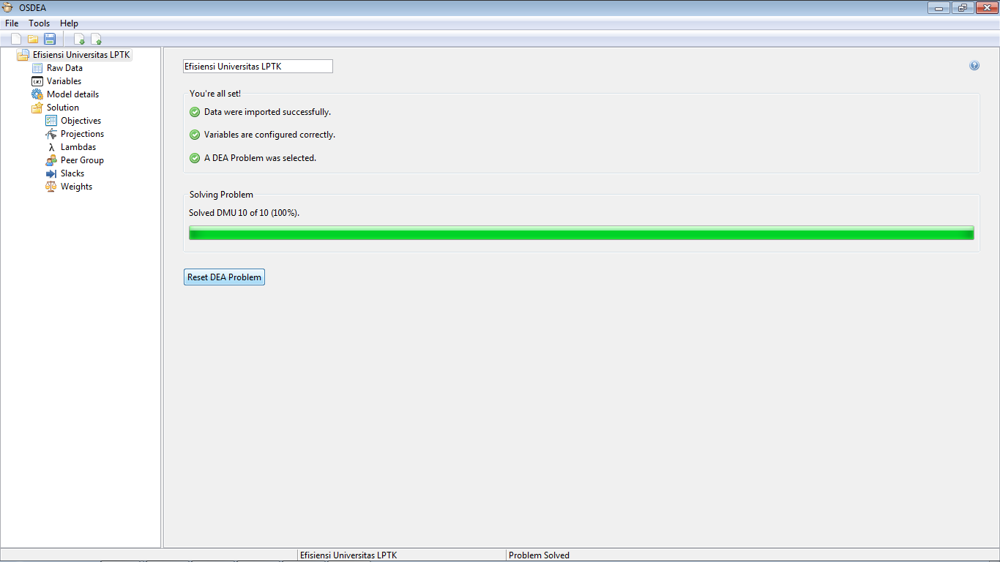 OSDEA
File Tools Help
Efisiensi Universitas LPTK
Raw Data
(x) Variables
Model details
Solution
Objectives
Projections
λ Lambdas
Peer Group
Slacks
Weights
Efisiensi Universitas LPTK
?
You're all set!
Data were imported successfully.
Variables are configured correctly.
A DEA Problem was selected.
Solving Problem
Solved DMU 10 of 10 (100%).
Reset DEA Problem
Efisiensi Universitas LPTK Problem Solved